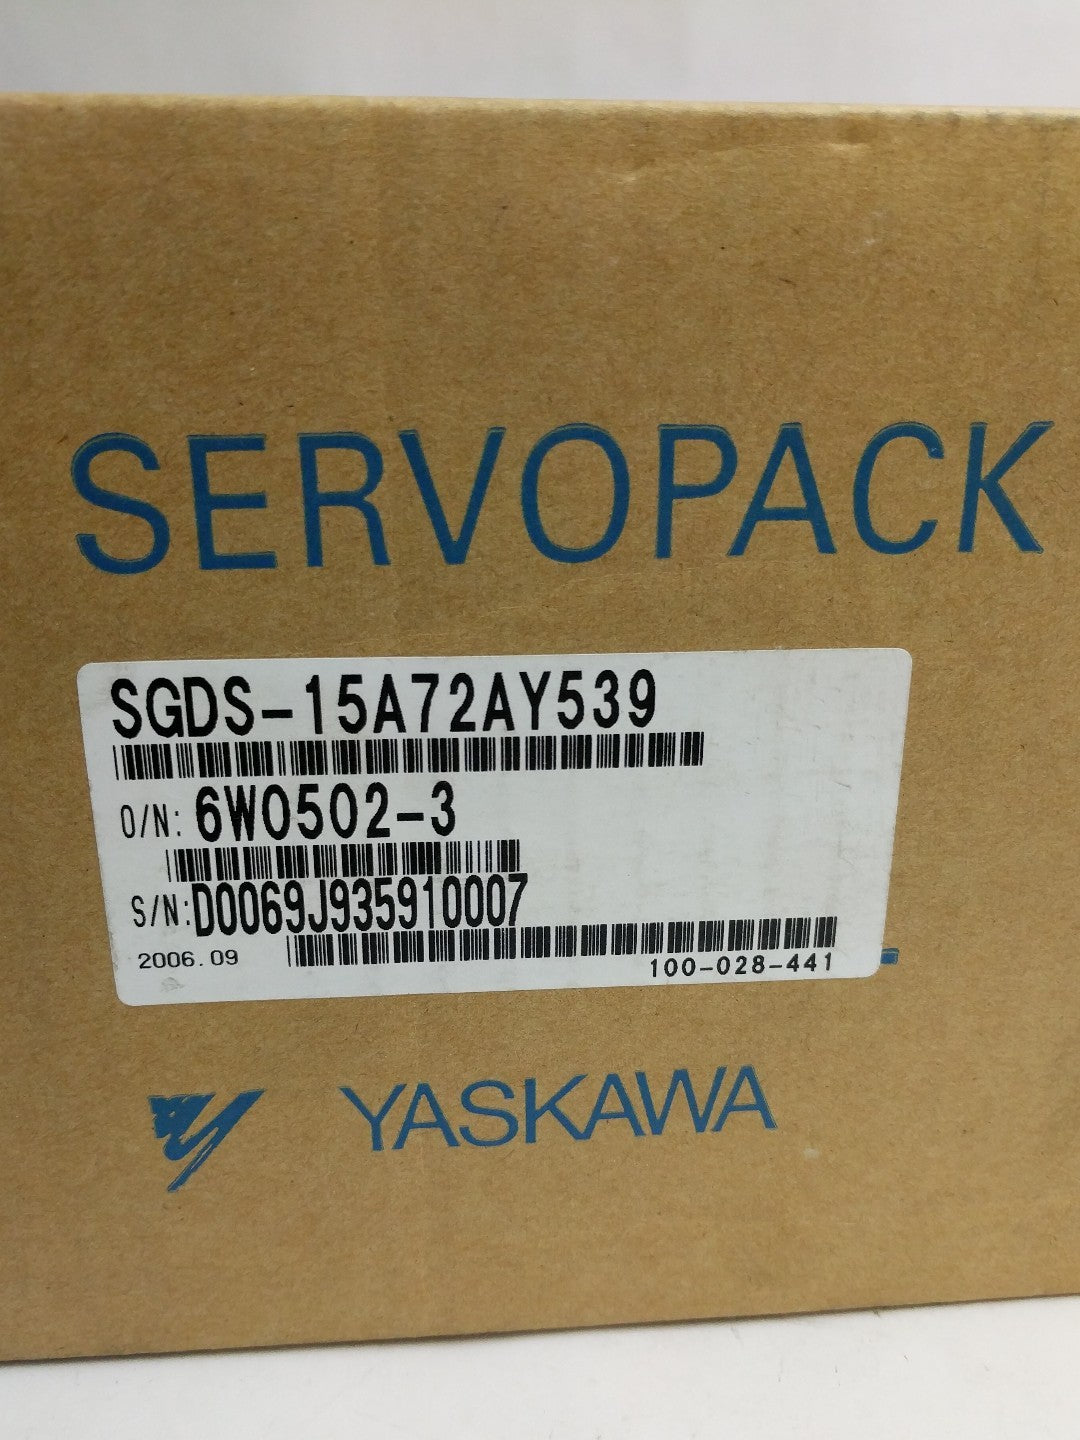 SERVOPACK
SGDS-15A72AY539
O/N: 6W0502-3
S/N: D0069J935910007
2006.09
100-028-441
YASKAWA